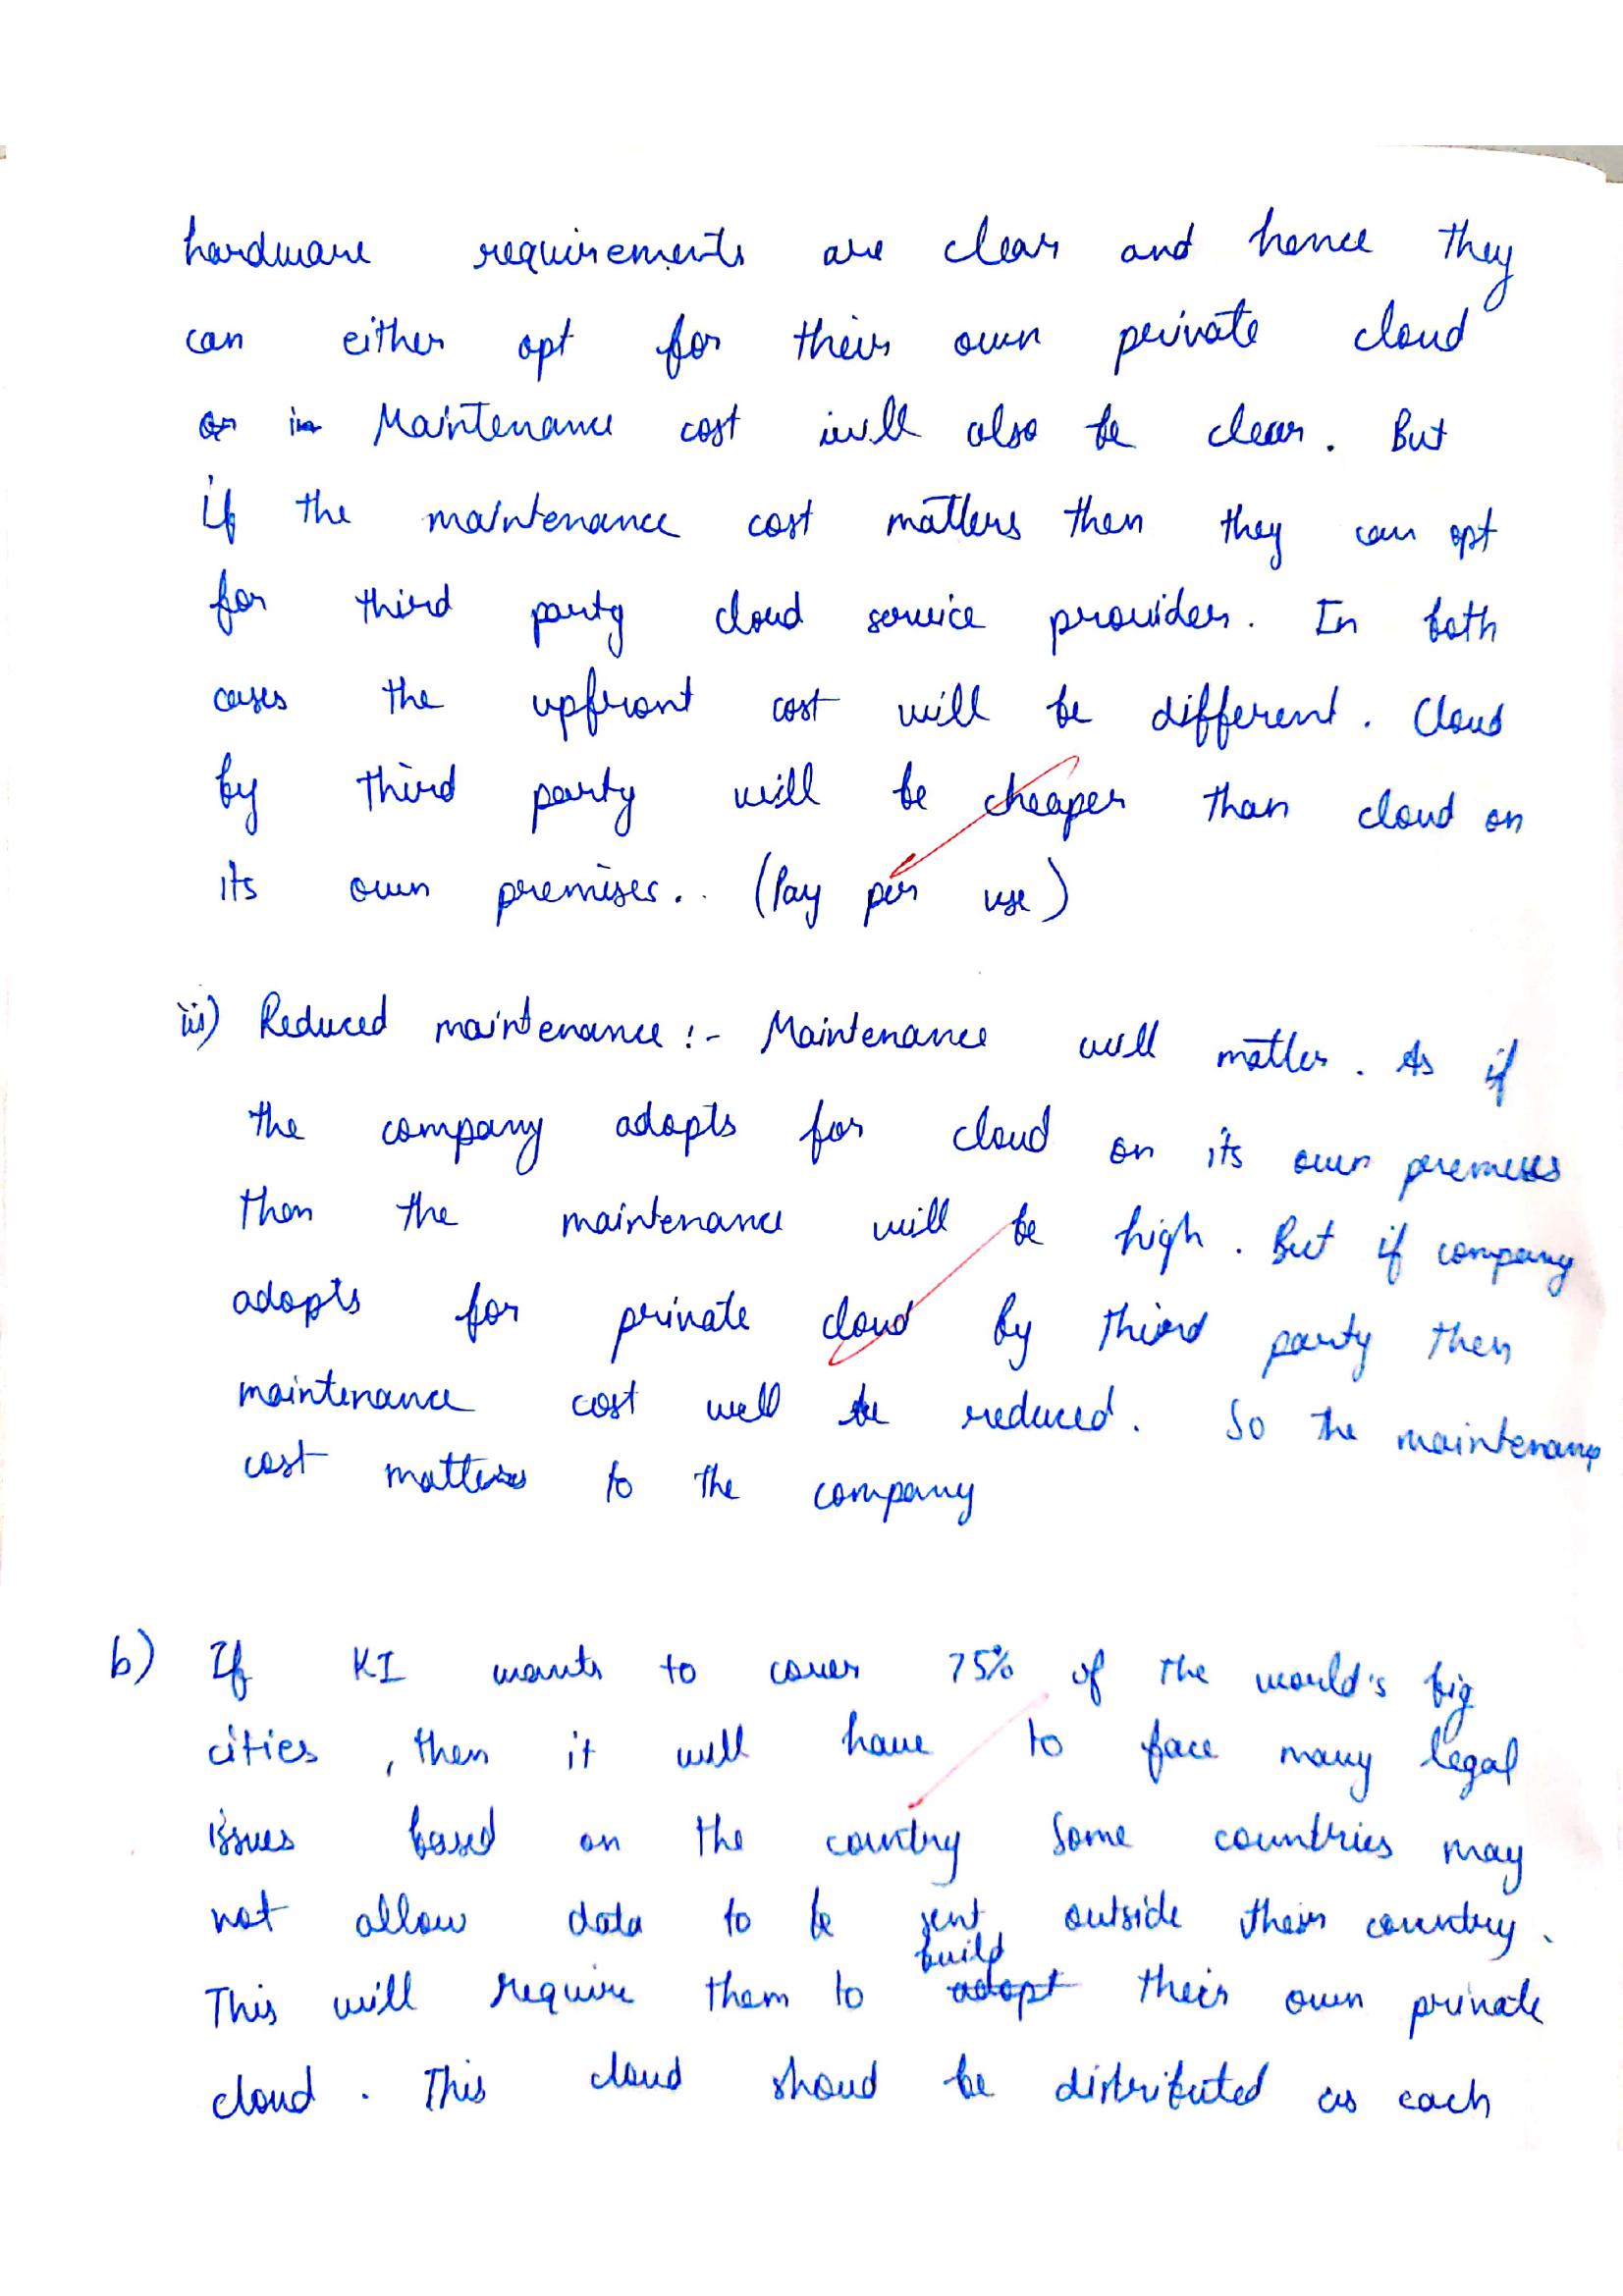 hardware requirements are clear and hence they
can either opt for their own private cloud
or in Maintenance cost will also be clear. But
if the maintenance cost matters then they can opt
for third party cloud service provider. In both
cases the upfront cost will be different. Cloud
by third party will be cheaper than cloud on
its own premises.. (Pay per use)
iii) Reduced maintenance :- Maintenance will matter. As if
the company adopts for cloud on its own premises
then the maintenance will be high. But if company
adopts for private cloud by third party then
maintenance cost will be reduced. So the maintenance
cost matters to the company
b) If KI wants to cover 75% of the world's big
cities, then it will have to face many legal
issues based on the country Some countries may
not allow data to be sent outside their country.
This will require them to adopt build their own private
cloud. This cloud shoud be distributed as each